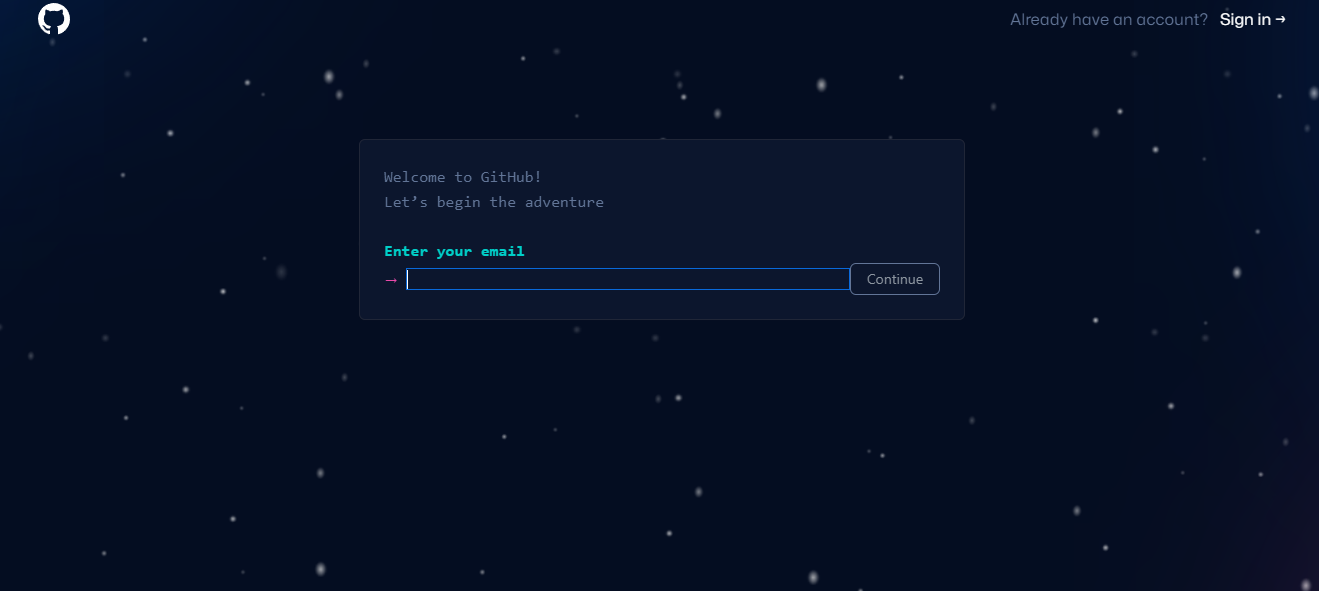 Already have an account? Sign in →
Welcome to GitHub!
Let’s begin the adventure
Enter your email
→ Continue